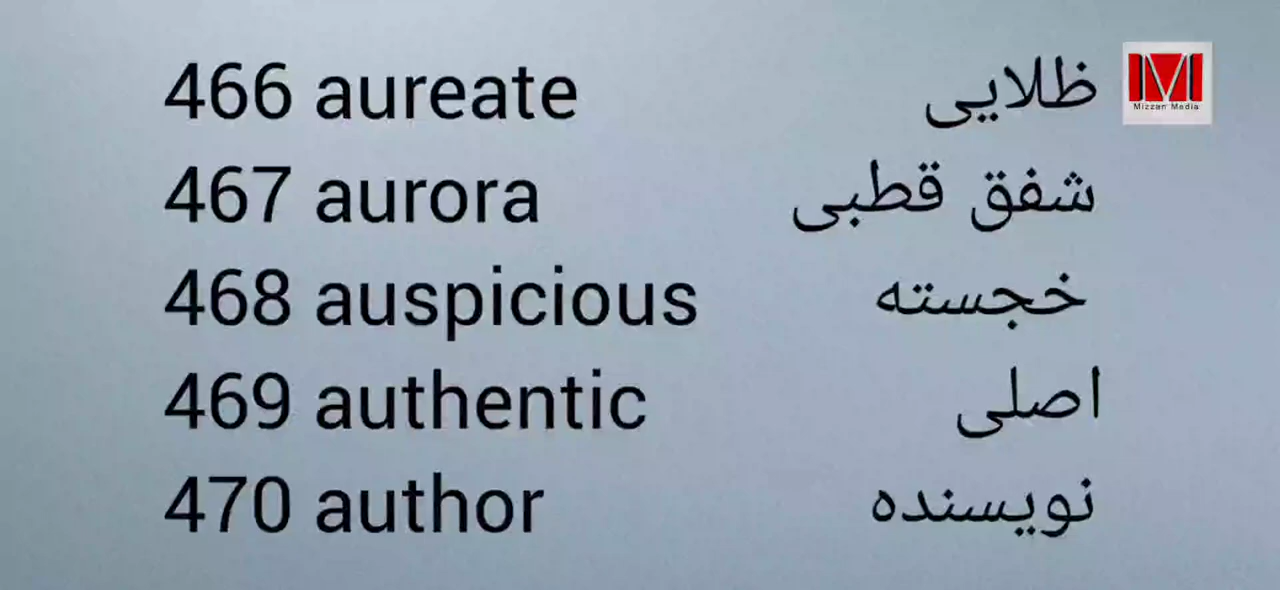 466 aureate ظلایی
467 aurora شفق قطبی
468 auspicious خجسته
469 authentic اصلی
470 author نویسنده
Mizzan Media